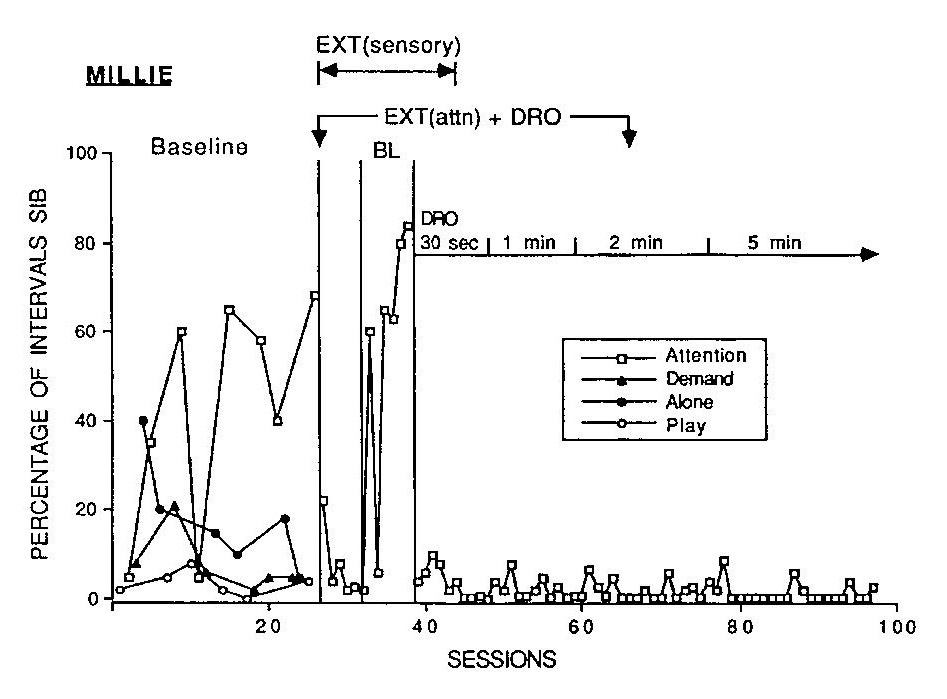 EXT(sensory)
MILLIE
EXT(attn) + DRO
Baseline
BL
100
80
60
40
20
0
PERCENTAGE OF INTERVALS SIB
DRO
30 sec 1 min 2 min 5 min
Attention
Demand
Alone
Play
20 40 60 80 100
SESSIONS